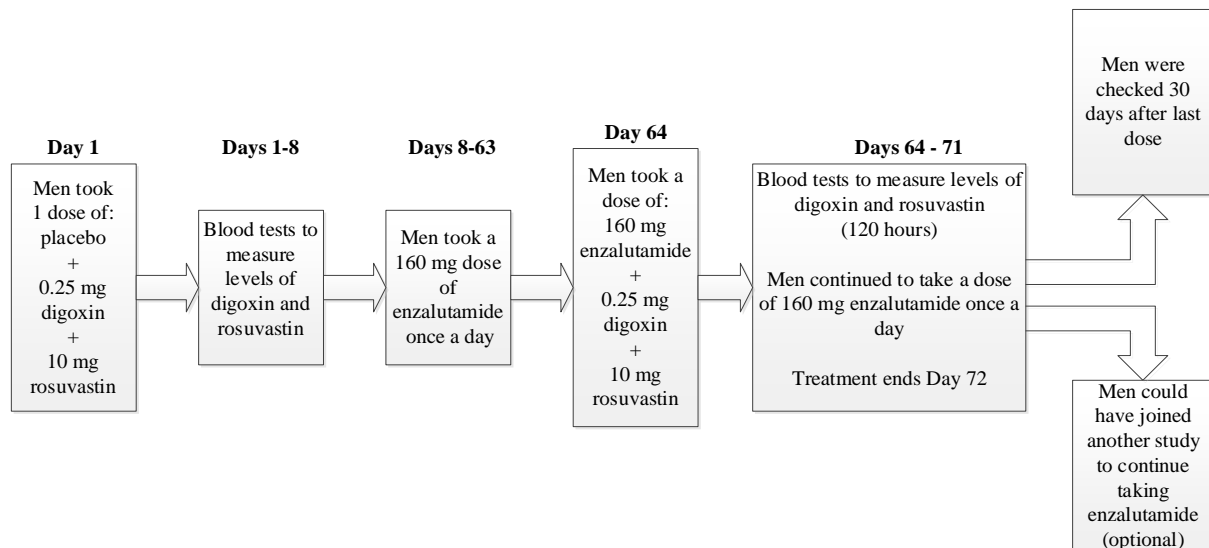 Day 1
Men took
1 dose of:
placebo
+
0.25 mg
digoxin
+
10 mg
rosuvastin
Days 1-8
Blood tests to
measure
levels of
digoxin and
rosuvastin
Days 8-63
Men took a
160 mg dose
of
enzalutamide
once a day
Day 64
Men took a
dose of:
160 mg
enzalutamide
+
0.25 mg
digoxin
+
10 mg
rosuvastin
Days 64 - 71
Blood tests to measure levels of
digoxin and rosuvastin
(120 hours)
Men continued to take a dose
of 160 mg enzalutamide once a
day
Treatment ends Day 72
Men were
checked 30
days after last
dose
Men could
have joined
another study
to continue
taking
enzalutamide
(optional)